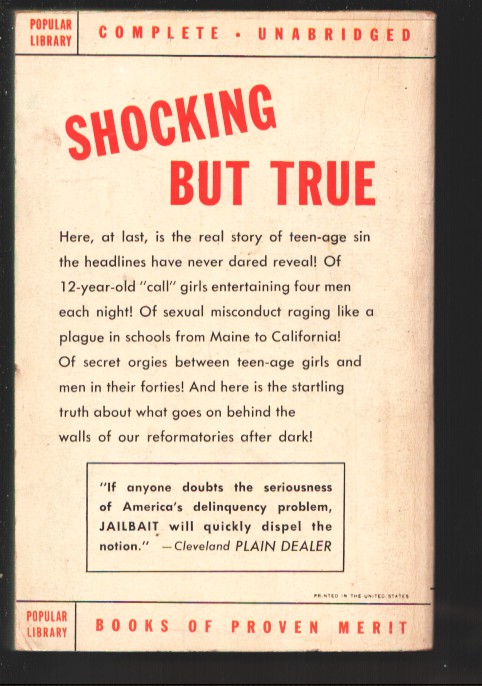 POPULAR LIBRARY
COMPLETE • UNABRIDGED
SHOCKING
BUT TRUE
Here, at last, is the real story of teen-age sin
the headlines have never dared reveal! Of
12-year-old "call" girls entertaining four men
each night! Of sexual misconduct raging like a
plague in schools from Maine to California!
Of secret orgies between teen-age girls and
men in their forties! And here is the startling
truth about what goes on behind the
walls of our reformatories after dark!
"If anyone doubts the seriousness
of America's delinquency problem,
JAILBAIT will quickly dispel the
notion." —Cleveland PLAIN DEALER
PRINTED IN THE UNITED STATES
POPULAR LIBRARY
BOOKS OF PROVEN MERIT